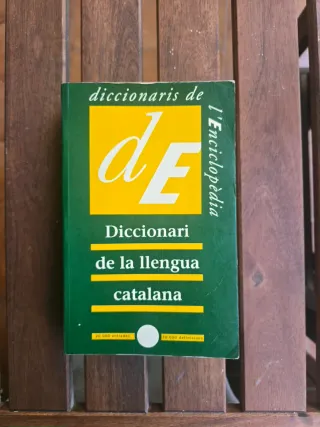 diccionaris de
l'Enciclopèdia
dE
Diccionari
de la llengua
catalana